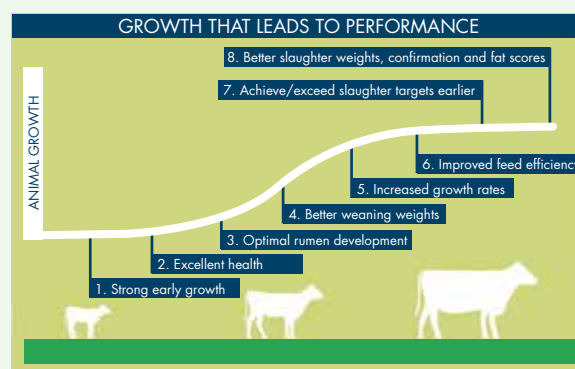 GROWTH THAT LEADS TO PERFORMANCE
8. Better slaughter weights, confirmation and fat scores
7. Achieve/exceed slaughter targets earlier
ANIMAL GROWTH
6. Improved feed efficiency
5. Increased growth rates
4. Better weaning weights
3. Optimal rumen development
2. Excellent health
1. Strong early growth